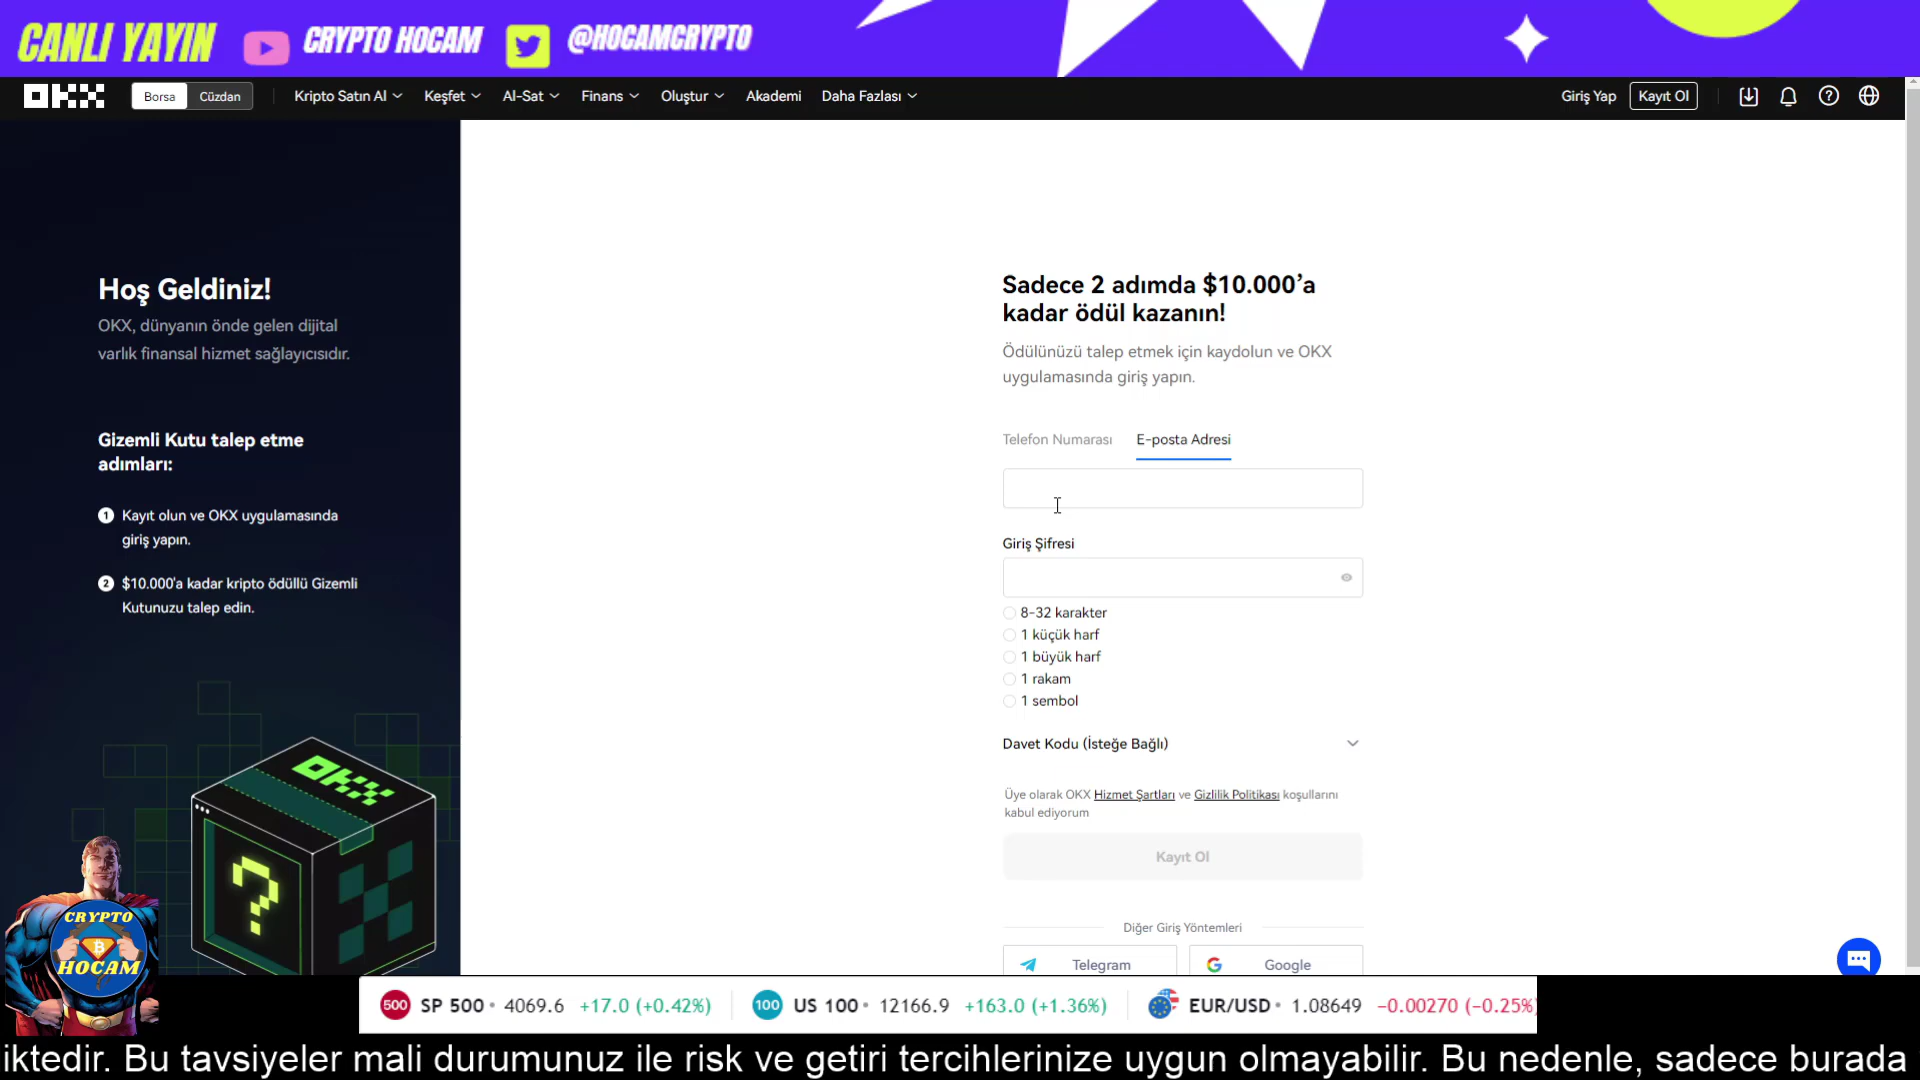 CANLI YAYIN
CRYPTO HOCAM
@HOCAMCRYPTO
OKX
Borsa
Cüzdan
Kripto Satın Al
Keşfet
Al-Sat
Finans
Oluştur
Akademi
Daha Fazlası
Giriş Yap
Kayıt Ol
Hoş Geldiniz!
OKX, dünyanın önde gelen dijital
varlık finansal hizmet sağlayıcısıdır.
Gizemli Kutu talep etme
adımları:
1 Kayıt olun ve OKX uygulamasında
giriş yapın.
2 $10.000'a kadar kripto ödüllü Gizemli
Kutunuzu talep edin.
OKX
?
CRYPTO
HOCAM
Sadece 2 adımda $10.000’a
kadar ödül kazanın!
Ödülünüzü talep etmek için kaydolun ve OKX
uygulamasında giriş yapın.
Telefon Numarası
E-posta Adresi
Giriş Şifresi
8-32 karakter
1 küçük harf
1 büyük harf
1 rakam
1 sembol
Davet Kodu (İsteğe Bağlı)
Üye olarak OKX Hizmet Şartları ve Gizlilik Politikası koşullarını
kabul ediyorum
Kayıt Ol
Diğer Giriş Yöntemleri
Telegram
Google
500 SP 500 • 4069.6 +17.0 (+0.42%)
100 US 100 • 12166.9 +163.0 (+1.36%)
EUR/USD • 1.08649 −0.00270 (−0.25%)
iktedir. Bu tavsiyeler mali durumunuz ile risk ve getiri tercihlerinize uygun olmayabilir. Bu nedenle, sadece burada